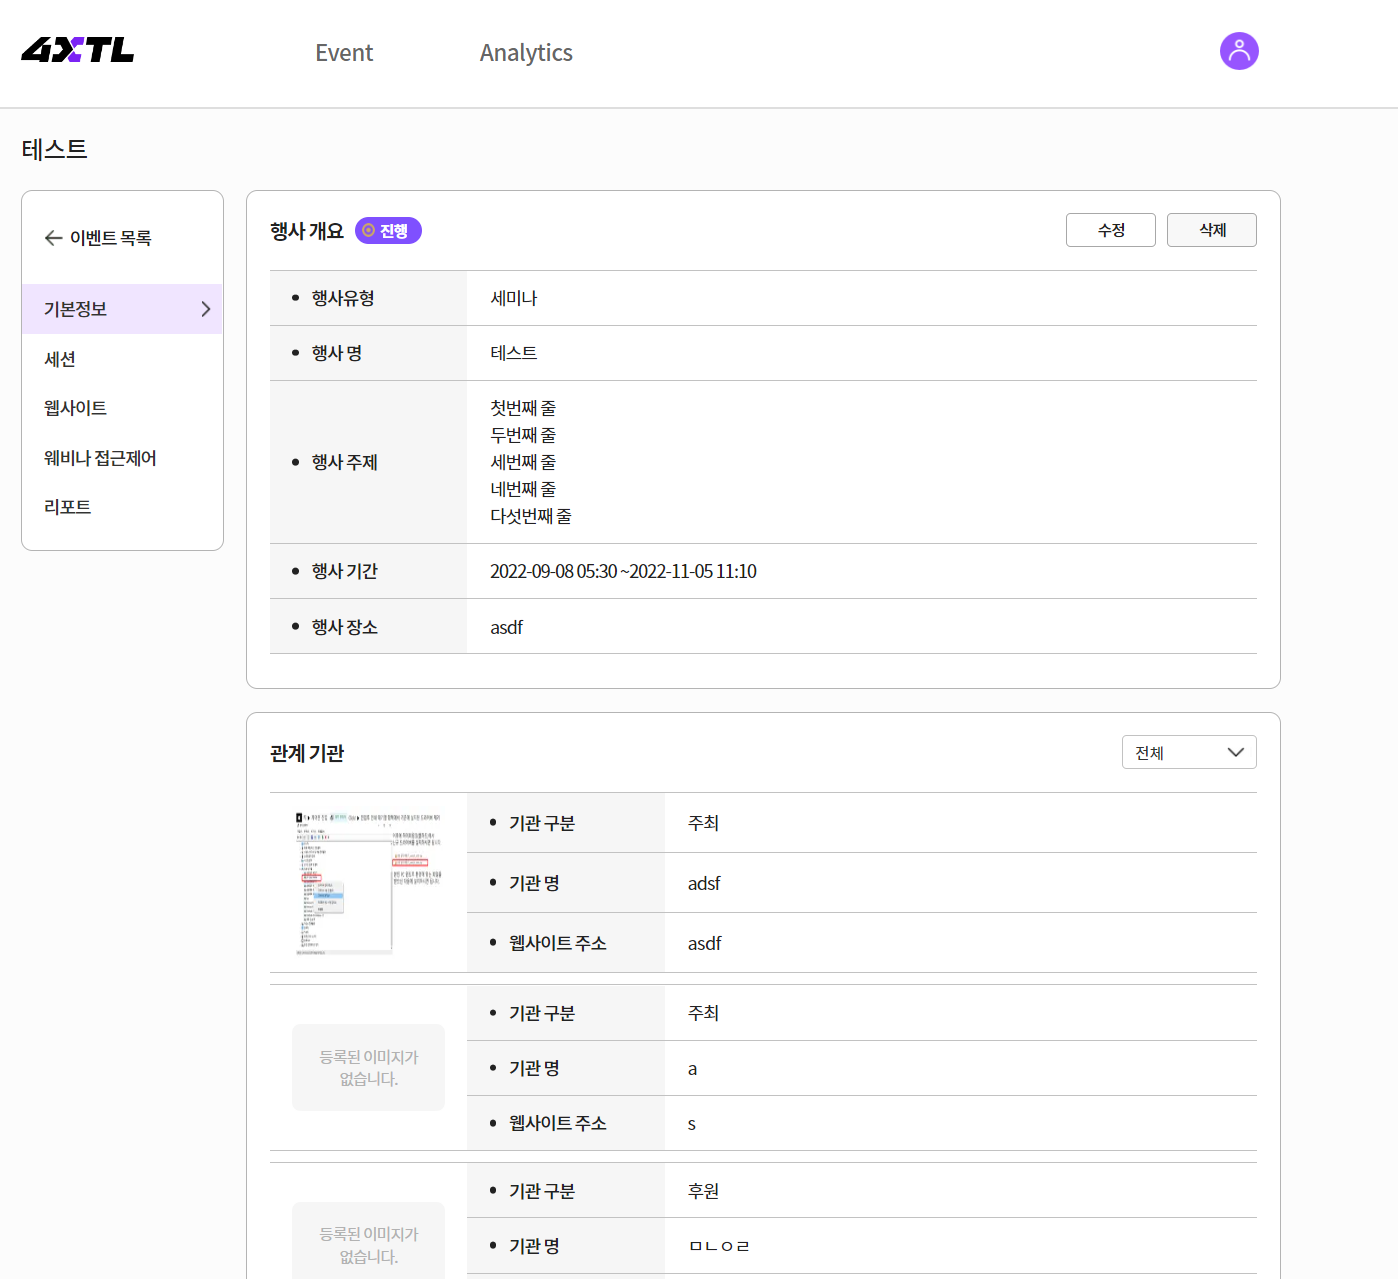 4XTL
Event
Analytics
테스트
이벤트 목록
기본정보
세션
웹사이트
웨비나 접근제어
리포트
행사 개요
진행
수정
삭제
행사유형
세미나
행사 명
테스트
행사 주제
첫번째 줄
두번째 줄
세번째 줄
네번째 줄
다섯번째 줄
행사 기간
2022-09-08 05:30 ~2022-11-05 11:10
행사 장소
asdf
관계 기관
전체
기관 구분
주최
기관 명
adsf
웹사이트 주소
asdf
등록된 이미지가
없습니다.
기관 구분
주최
기관 명
a
웹사이트 주소
s
등록된 이미지가
없습니다.
기관 구분
후원
기관 명
ㅁㄴㅇㄹ